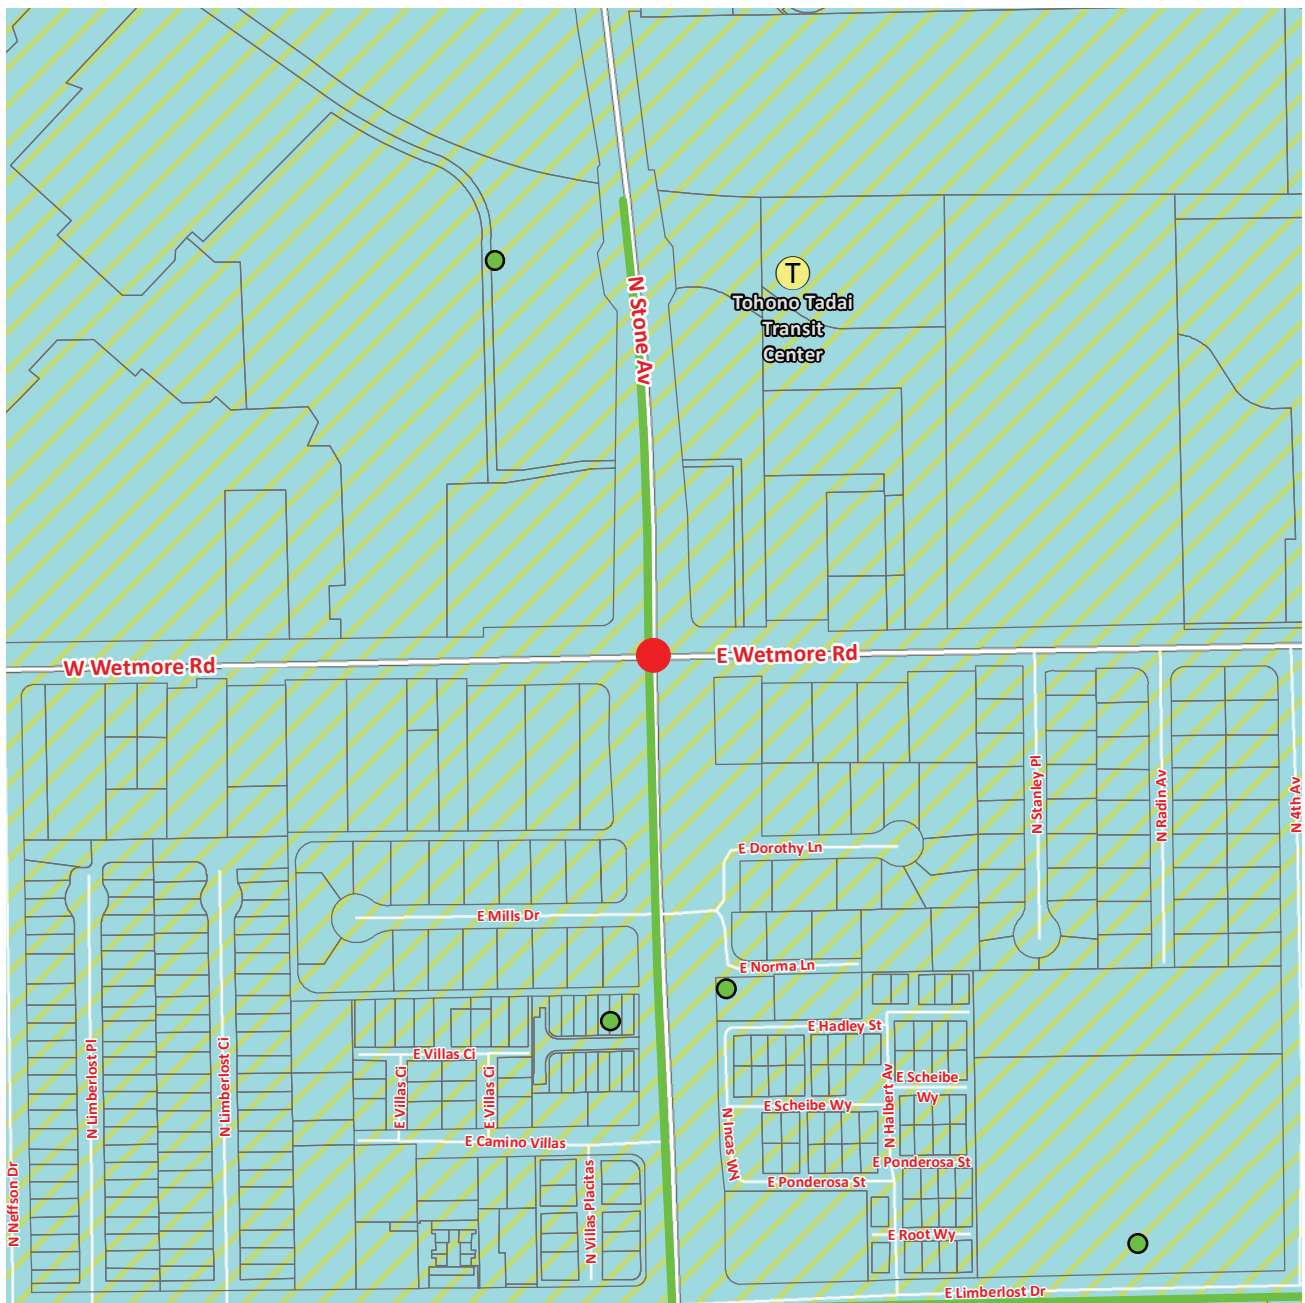 T
Tohono Tadai
Transit
Center
N Stone Av
W Wetmore Rd
E Wetmore Rd
N Stanley Pl
N Radin Av
N 4th Av
E Dorothy Ln
E Mills Dr
E Norma Ln
E Hadley St
E Villas Ci
E Villas Ci
E Villas Ci
N Limberlost Pl
N Limberlost Ci
N Halbert Av
E Scheibe
Wy
E Scheibe Wy
N Incas Wy
E Camino Villas
E Ponderosa St
E Ponderosa St
N Neffson Dr
N Villas Placitas
E Root Wy
E Limberlost Dr